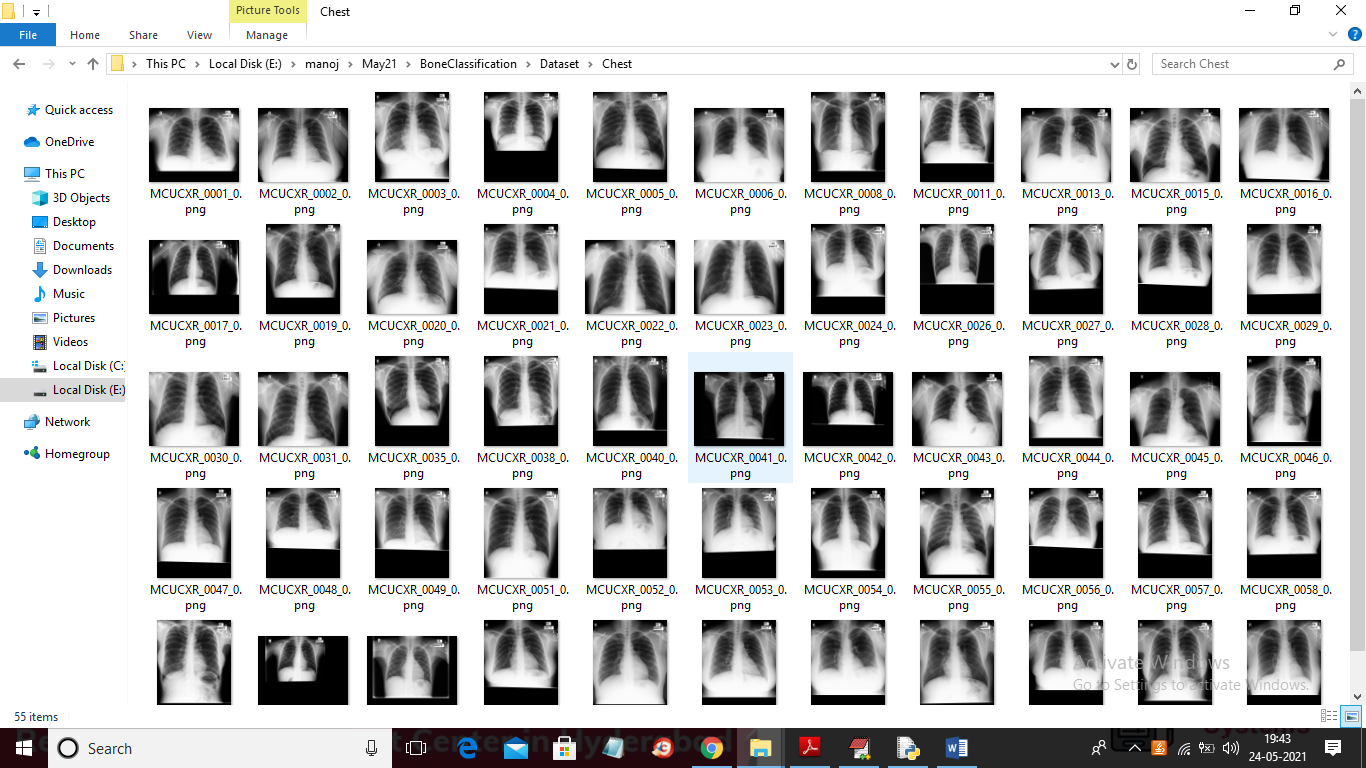 Picture Tools
Chest
File
Home
Share
View
Manage
This PC
Local Disk (E:)
manoj
May21
BoneClassification
Dataset
Chest
Search Chest
Quick access
OneDrive
This PC
3D Objects
Desktop
Documents
Downloads
Music
Pictures
Videos
Local Disk (C:
Local Disk (E:)
Network
Homegroup
MCUCXR_0001_0.png
MCUCXR_0002_0.png
MCUCXR_0003_0.png
MCUCXR_0004_0.png
MCUCXR_0005_0.png
MCUCXR_0006_0.png
MCUCXR_0008_0.png
MCUCXR_0011_0.png
MCUCXR_0013_0.png
MCUCXR_0015_0.png
MCUCXR_0016_0.png
MCUCXR_0017_0.png
MCUCXR_0019_0.png
MCUCXR_0020_0.png
MCUCXR_0021_0.png
MCUCXR_0022_0.png
MCUCXR_0023_0.png
MCUCXR_0024_0.png
MCUCXR_0026_0.png
MCUCXR_0027_0.png
MCUCXR_0028_0.png
MCUCXR_0029_0.png
MCUCXR_0030_0.png
MCUCXR_0031_0.png
MCUCXR_0035_0.png
MCUCXR_0038_0.png
MCUCXR_0040_0.png
MCUCXR_0041_0.png
MCUCXR_0042_0.png
MCUCXR_0043_0.png
MCUCXR_0044_0.png
MCUCXR_0045_0.png
MCUCXR_0046_0.png
MCUCXR_0047_0.png
MCUCXR_0048_0.png
MCUCXR_0049_0.png
MCUCXR_0051_0.png
MCUCXR_0052_0.png
MCUCXR_0053_0.png
MCUCXR_0054_0.png
MCUCXR_0055_0.png
MCUCXR_0056_0.png
MCUCXR_0057_0.png
MCUCXR_0058_0.png
Activate Windows
Go to Settings to activate Windows.
55 items
Search
19:43
24-05-2021